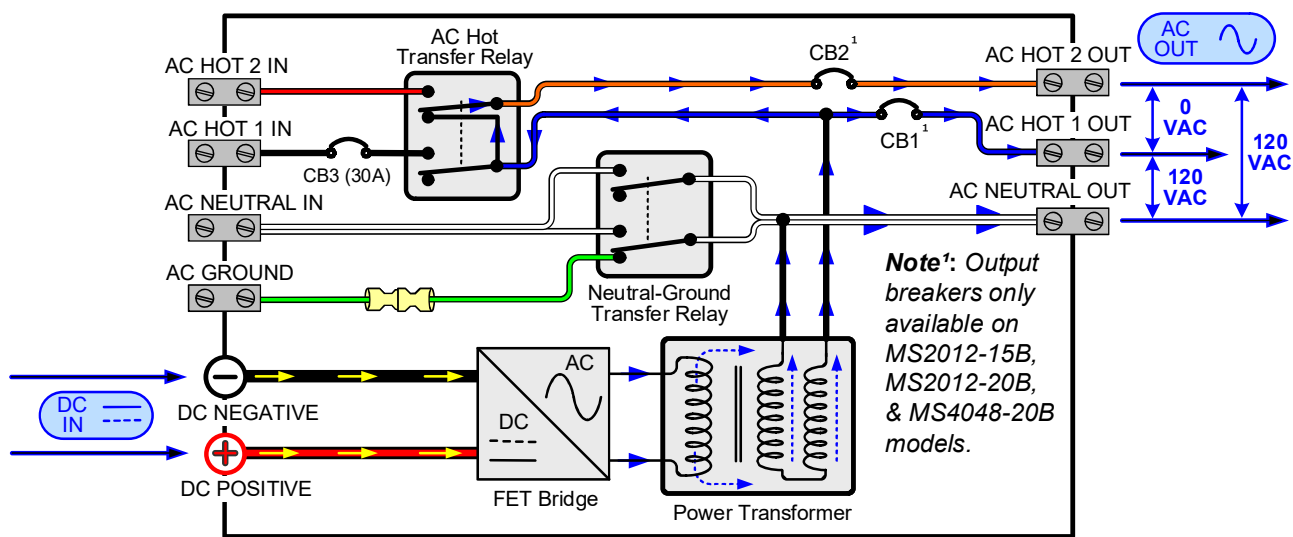 AC Hot
Transfer Relay
AC HOT 2 IN
AC HOT 1 IN
CB3 (30A)
AC NEUTRAL IN
AC GROUND
CB2¹
CB1¹
AC HOT 2 OUT
AC HOT 1 OUT
AC NEUTRAL OUT
AC
OUT
0
VAC
120
VAC
120
VAC
Neutral-Ground
Transfer Relay
Note¹: Output
breakers only
available on
MS2012-15B,
MS2012-20B,
& MS4048-20B
models.
DC
IN
DC NEGATIVE
DC POSITIVE
AC
DC
FET Bridge
Power Transformer